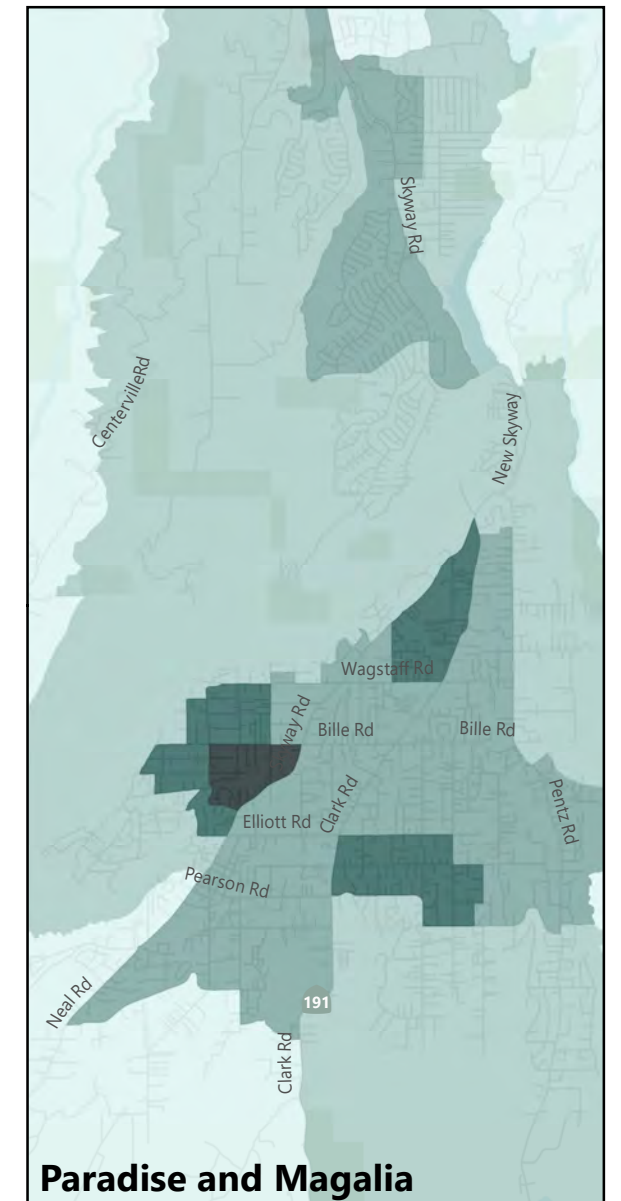 Skyway Rd
CentervilleRd
New Skyway
Wagstaff Rd
way Rd
Bille Rd
Bille Rd
Clark Rd
Pentz Rd
Elliott Rd
Pearson Rd
Neal Rd
191
Clark Rd
Paradise and Magalia